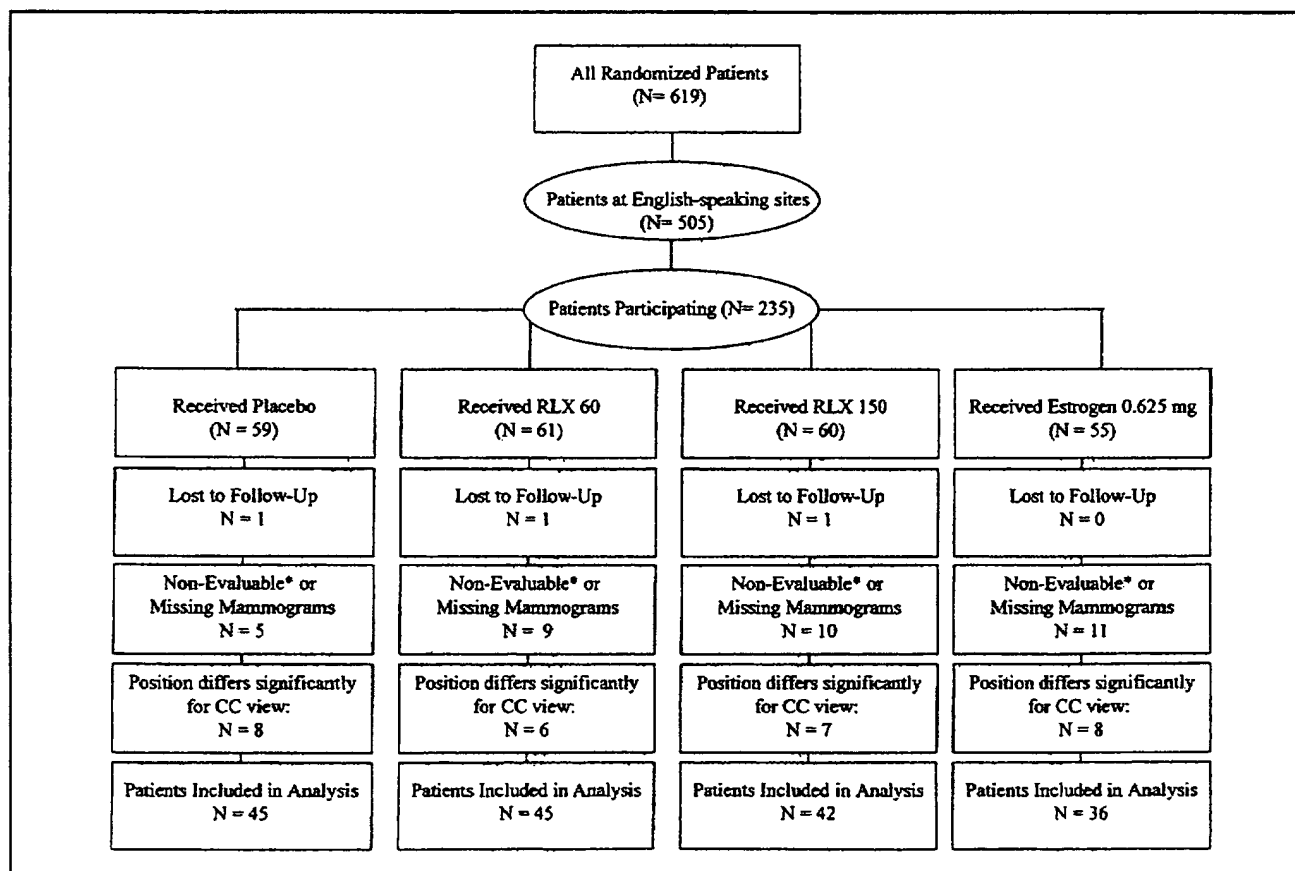 All Randomized Patients
(N= 619)
Patients at English-speaking sites
(N= 505)
Patients Participating (N= 235)
Received Placebo
(N = 59)
Received RLX 60
(N = 61)
Received RLX 150
(N = 60)
Received Estrogen 0.625 mg
(N = 55)
Lost to Follow-Up
N = 1
Lost to Follow-Up
N = 1
Lost to Follow-Up
N = 1
Lost to Follow-Up
N = 0
Non-Evaluable* or
Missing Mammograms
N = 5
Non-Evaluable* or
Missing Mammograms
N = 9
Non-Evaluable* or
Missing Mammograms
N = 10
Non-Evaluable* or
Missing Mammograms
N = 11
Position differs significantly
for CC view:
N = 8
Position differs significantly
for CC view:
N = 6
Position differs significantly
for CC view:
N = 7
Position differs significantly
for CC view:
N = 8
Patients Included in Analysis
N = 45
Patients Included in Analysis
N = 45
Patients Included in Analysis
N = 42
Patients Included in Analysis
N = 36